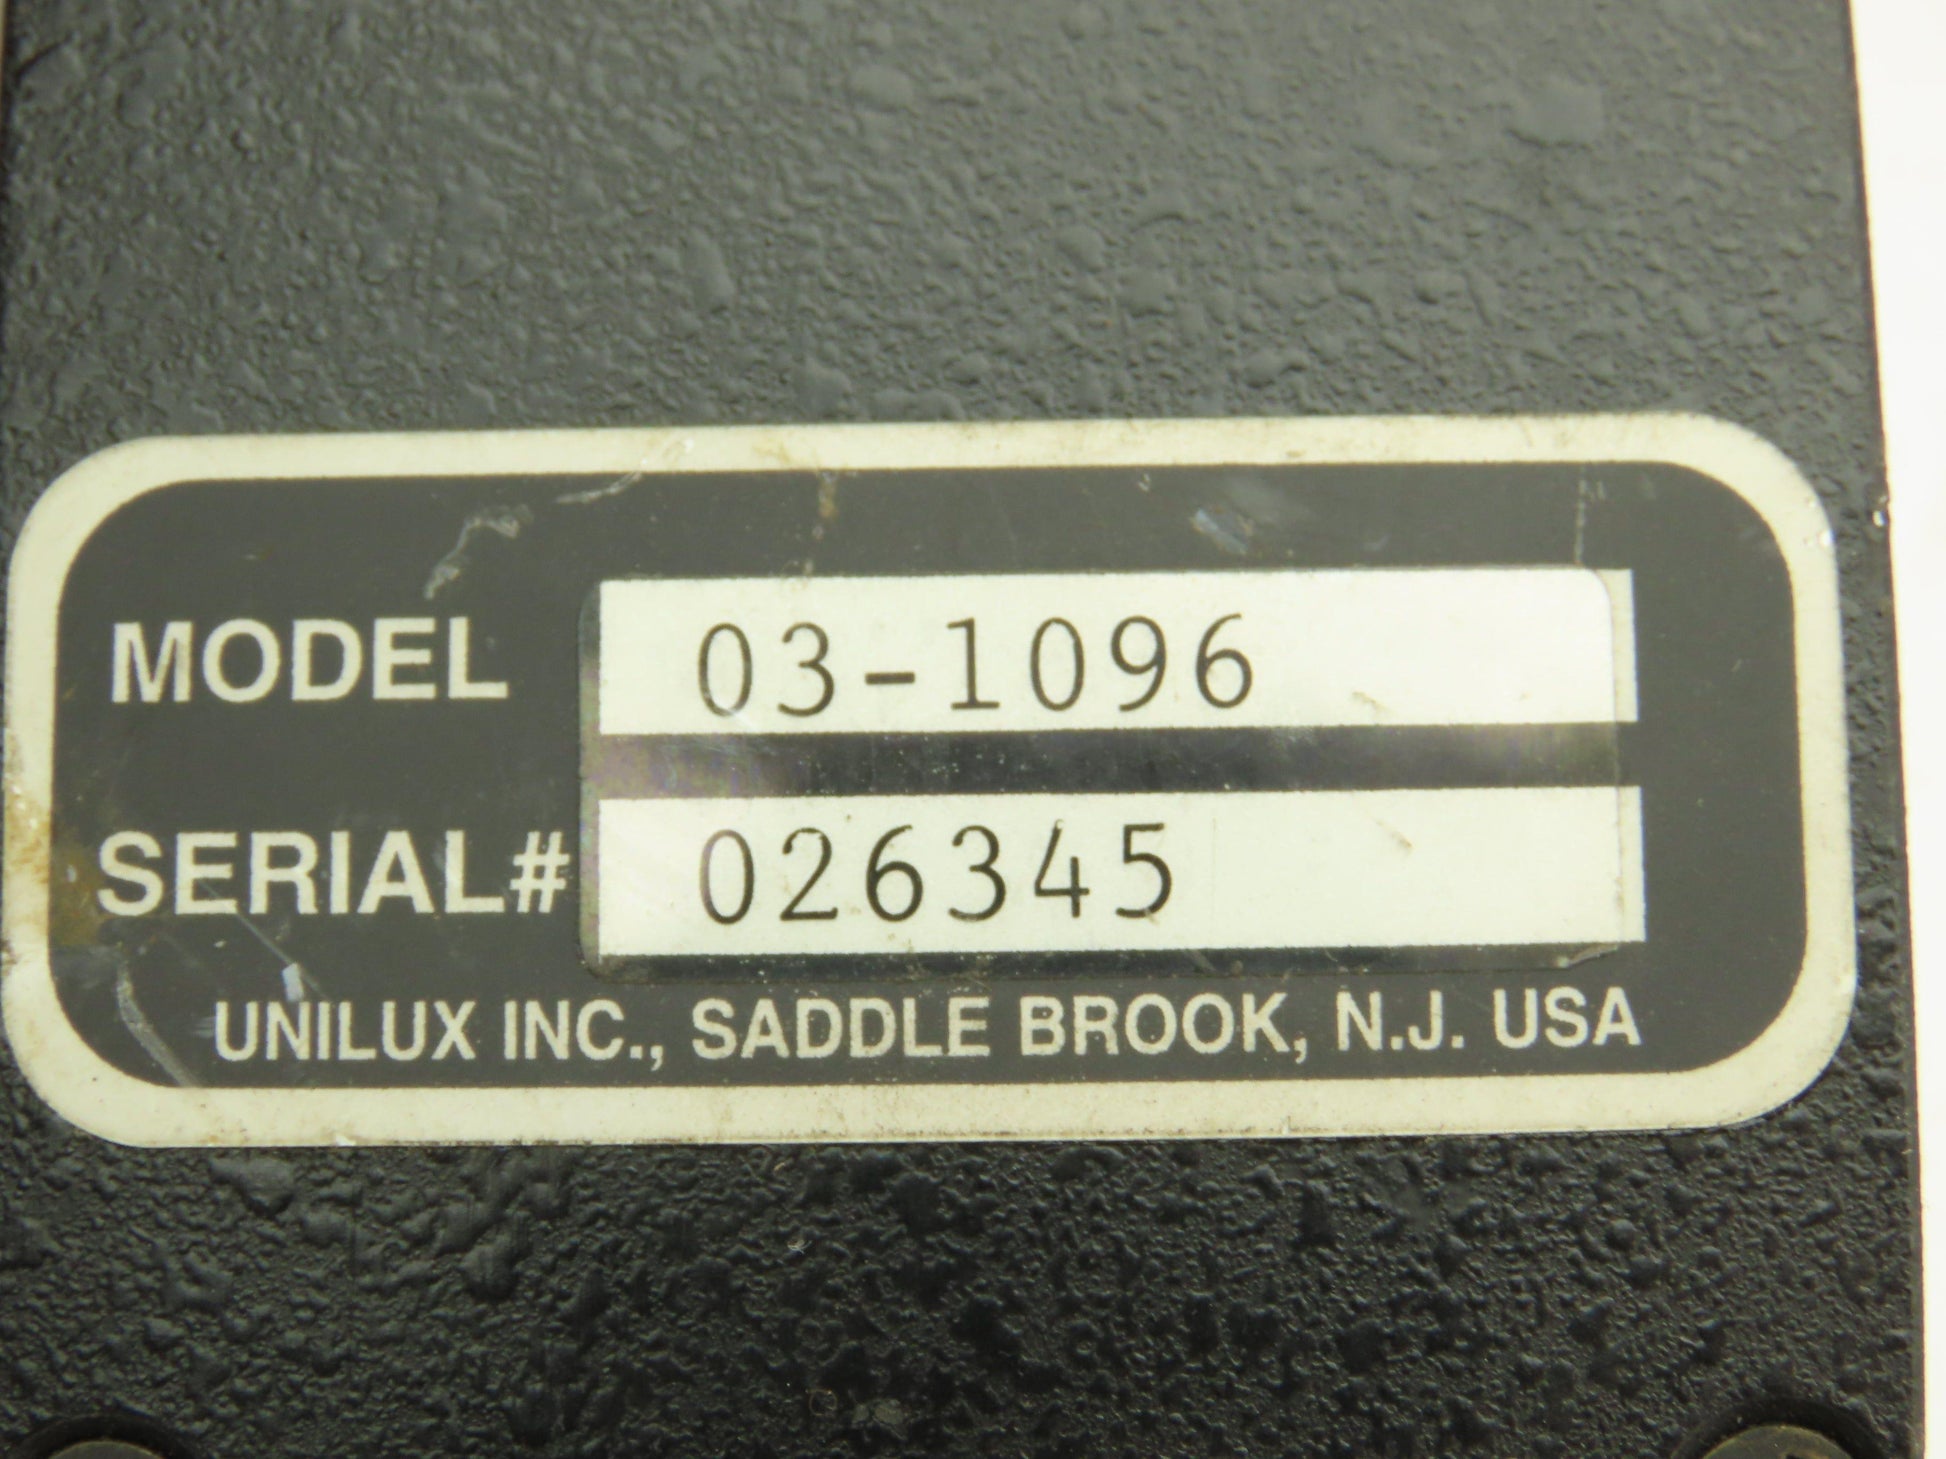 MODEL 03-1096
SERIAL# 026345
UNILUX INC., SADDLE BROOK, N.J. USA